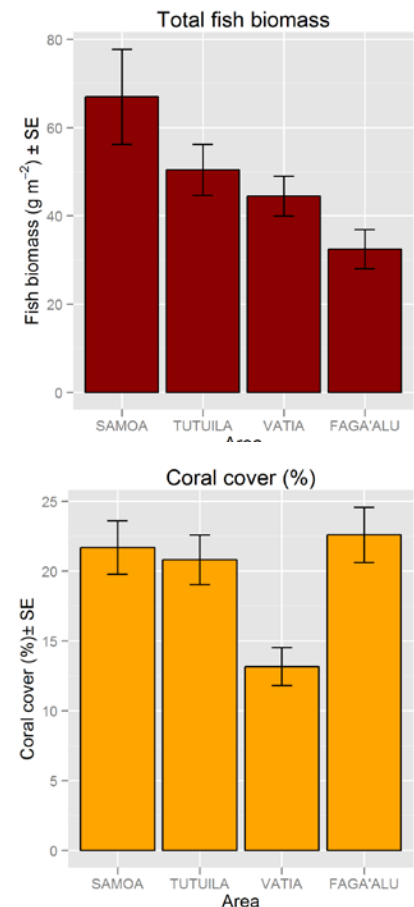 Total fish biomass
Fish biomass (g m⁻²) ± SE
80
60
40
20
0
SAMOA TUTUILA VATIA FAGA'ALU
Area
Coral cover (%)
Coral cover (%)± SE
25
20
15
10
5
0
SAMOA TUTUILA VATIA FAGA'ALU
Area